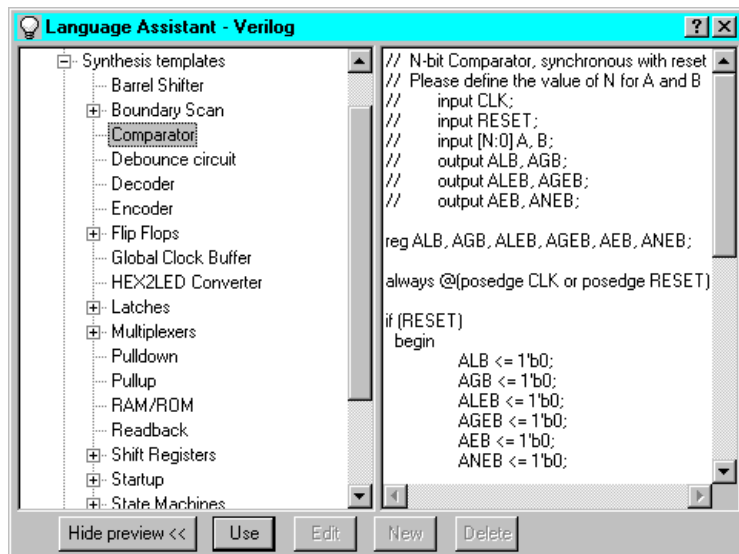 Language Assistant - Verilog
Synthesis templates
Barrel Shifter
Boundary Scan
Comparator
Debounce circuit
Decoder
Encoder
Flip Flops
Global Clock Buffer
HEX2LED Converter
Latches
Multiplexers
Pulldown
Pullup
RAM/ROM
Readback
Shift Registers
Startup
State Machines
// N-bit Comparator, synchronous with reset
// Please define the value of N for A and B
// input CLK;
// input RESET;
// input [N:0] A, B;
// output ALB, AGB;
// output ALEB, AGEB;
// output AEB, ANEB;
reg ALB, AGB, ALEB, AGEB, AEB, ANEB;
always @(posedge CLK or posedge RESET)
if (RESET)
begin
ALB <= 1'b0;
AGB <= 1'b0;
ALEB <= 1'b0;
AGEB <= 1'b0;
AEB <= 1'b0;
ANEB <= 1'b0;
Hide preview << Use Edit New Delete